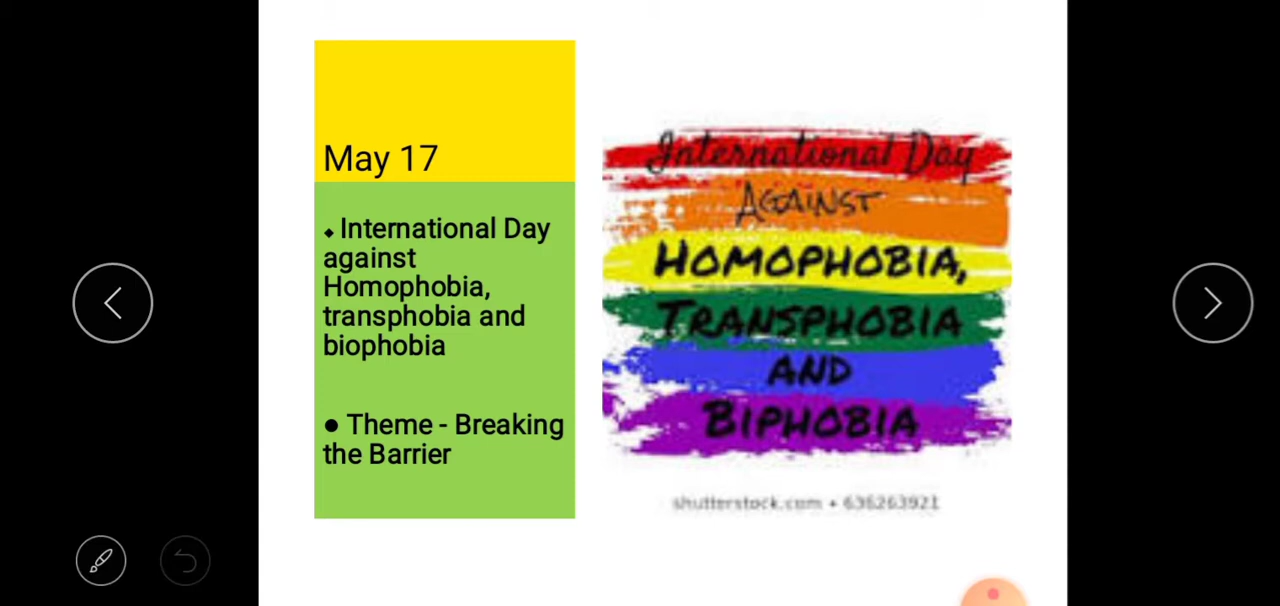 May 17
⬥ International Day
against
Homophobia,
transphobia and
biophobia
● Theme - Breaking
the Barrier
International Day
AGAINST
HOMOPHOBIA,
TRANSPHOBIA
AND
BIPHOBIA
shutterstock.com • 636263921